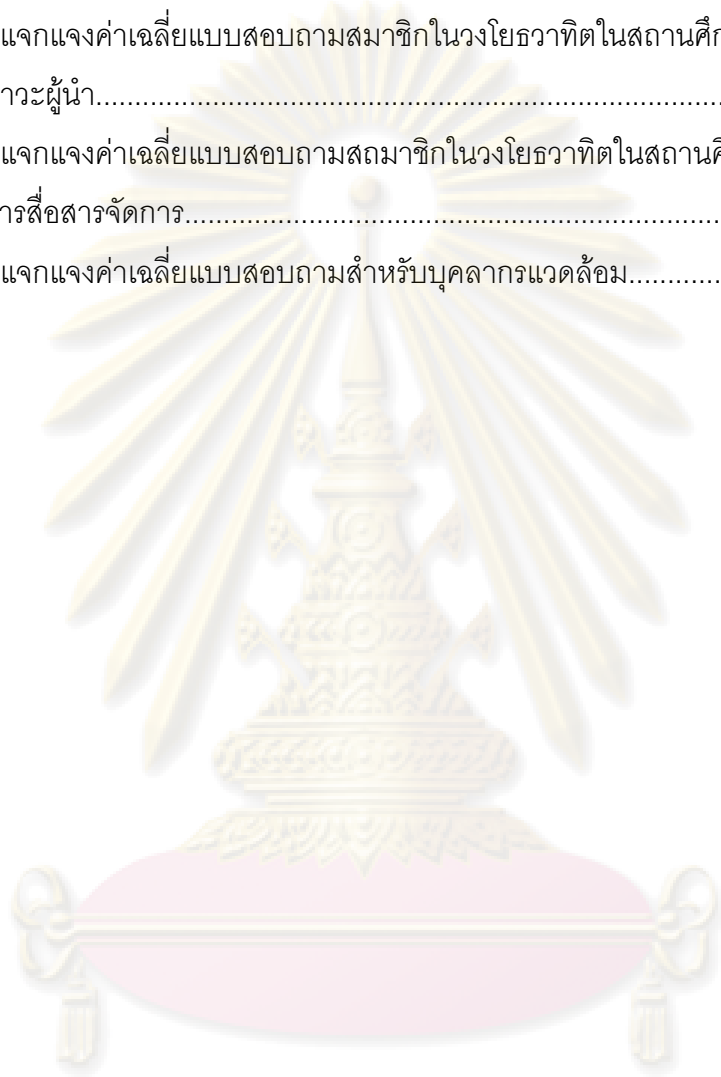 แจกแจงค่าเฉลี่ยแบบสอบถามสมาชิกในวงโยธวาทิตในสถานศึก
าวะผู้นำ................................................................................
แจกแจงค่าเฉลี่ยแบบสอบถามสถมาชิกในวงโยธวาทิตในสถานศึ
ารสื่อสารจัดการ......................................................................
แจกแจงค่าเฉลี่ยแบบสอบถามสำหรับบุคลากรแวดล้อม............